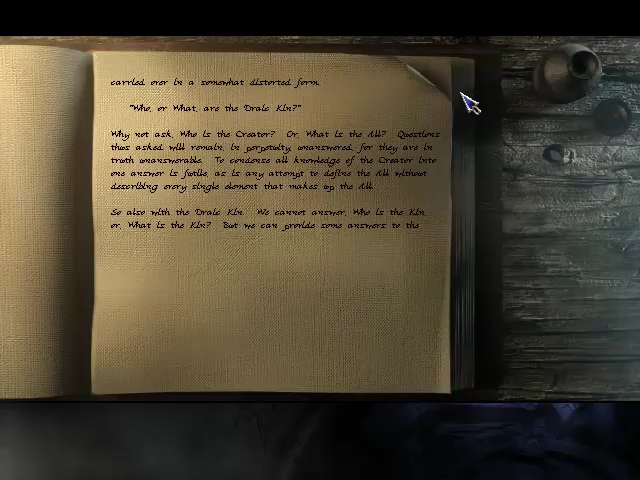 carried over in a somewhat distorted form.
"Who, or What, are the Draic Kin?"
Why not ask, Who is the Creator? Or, What is the All? Questions
thus asked will remain, in perpetuity, unanswered, for they are in
truth unanswerable. To condense all knowledge of the Creator into
one answer is futile, as is any attempt to define the All without
describing every single element that makes up the All.
So also with the Draic Kin. We cannot answer, Who is the Kin,
or, What is the Kin? But we can provide some answers to the